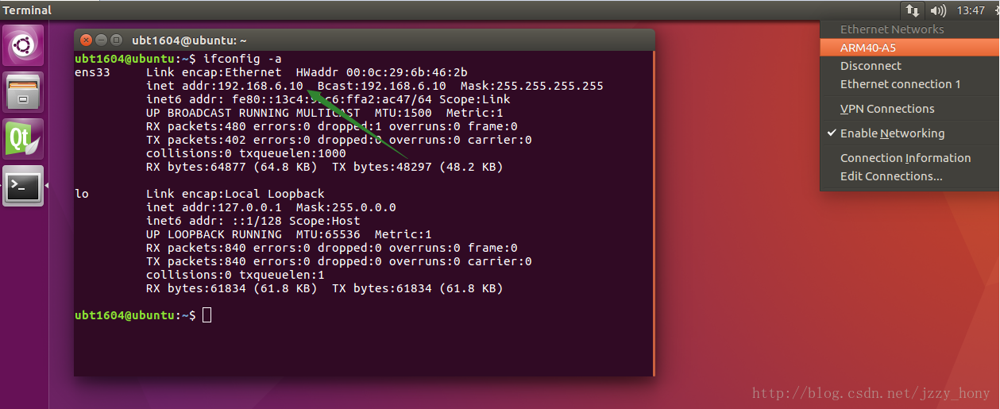 Terminal
13:47
ubt1604@ubuntu: ~
ubt1604@ubuntu:~$ ifconfig -a
ens33 Link encap:Ethernet HWaddr 00:0c:29:6b:46:2b
inet addr:192.168.6.10 Bcast:192.168.6.10 Mask:255.255.255.255
inet6 addr: Scope:Link
UP BROADCAST RUNNING MULTICAST MTU:1500 Metric:1
RX packets:480 errors:0 dropped:1 overruns:0 frame:0
TX packets:402 errors:0 dropped:0 overruns:0 carrier:0
collisions:0 txqueuelen:1000
RX bytes:64877 (64.8 KB) TX bytes:48297 (48.2 KB)
lo Link encap:Local Loopback
inet addr:127.0.0.1 Mask:255.0.0.0
inet6 addr: ::1/128 Scope:Host
UP LOOPBACK RUNNING MTU:65536 Metric:1
RX packets:840 errors:0 dropped:0 overruns:0 frame:0
TX packets:840 errors:0 dropped:0 overruns:0 carrier:0
collisions:0 txqueuelen:1
RX bytes:61834 (61.8 KB) TX bytes:61834 (61.8 KB)
ubt1604@ubuntu:~$
Ethernet Networks
ARM40-A5
Disconnect
Ethernet connection 1
VPN Connections
Enable Networking
Connection Information
Edit Connections...
Qt
http://blog.csdn.net/jzzy_hony